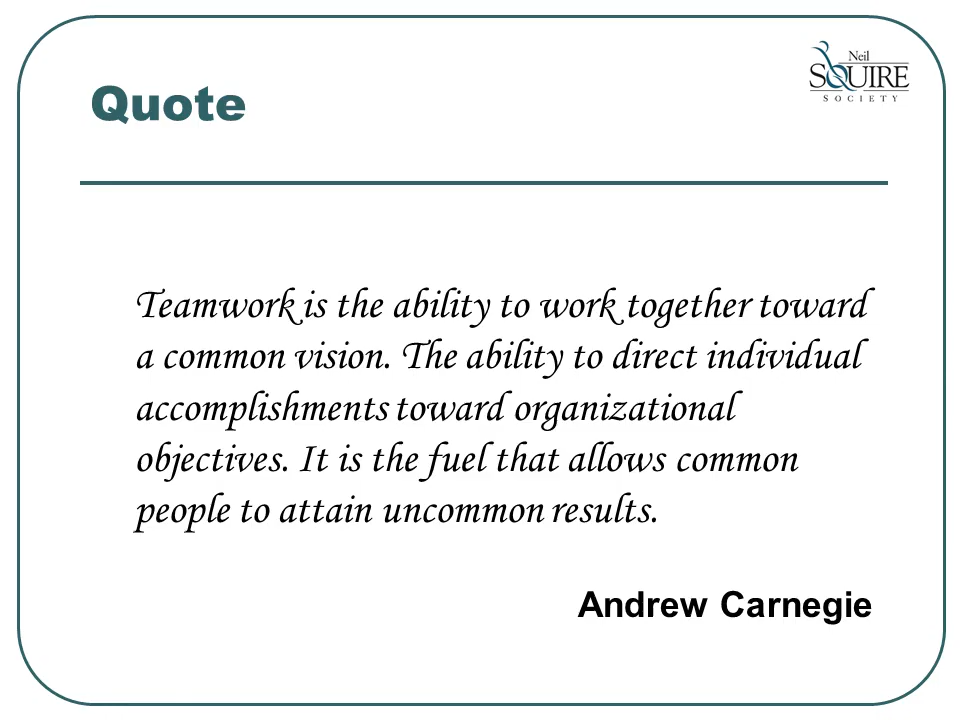 Neil
SQUIRE
SOCIETY
Quote
Teamwork is the ability to work together toward
a common vision. The ability to direct individual
accomplishments toward organizational
objectives. It is the fuel that allows common
people to attain uncommon results.
Andrew Carnegie